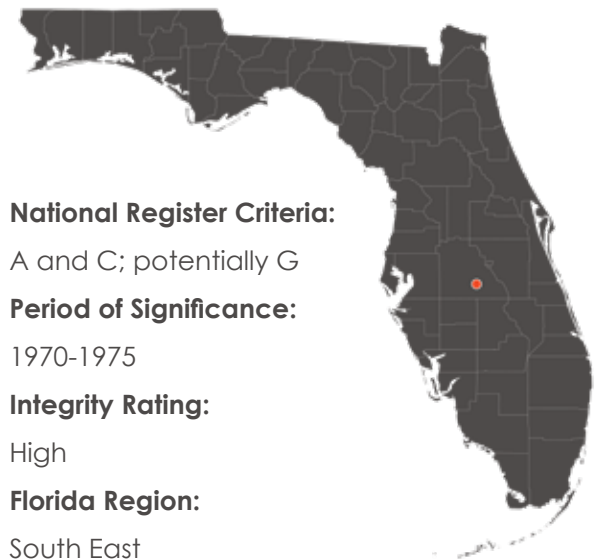 National Register Criteria:
A and C; potentially G
Period of Significance:
1970-1975
Integrity Rating:
High
Florida Region:
South East